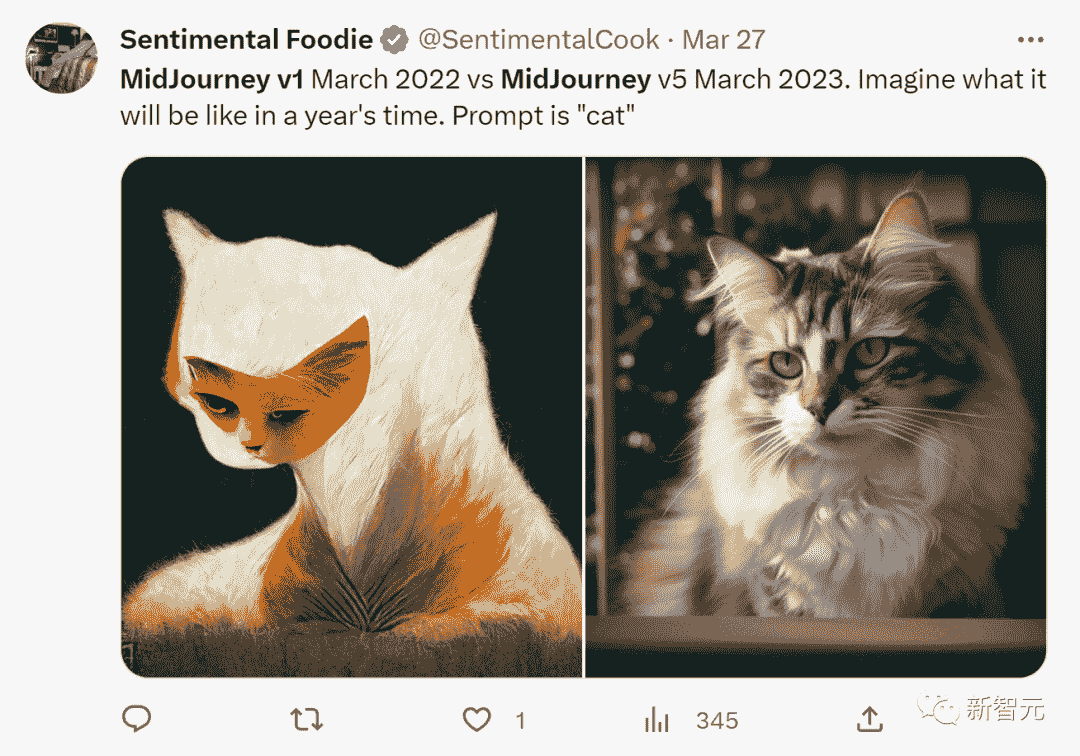 Sentimental Foodie @SentimentalCook · Mar 27
MidJourney v1 March 2022 vs MidJourney v5 March 2023. Imagine what it
will be like in a year's time. Prompt is "cat"
1 345
新智元